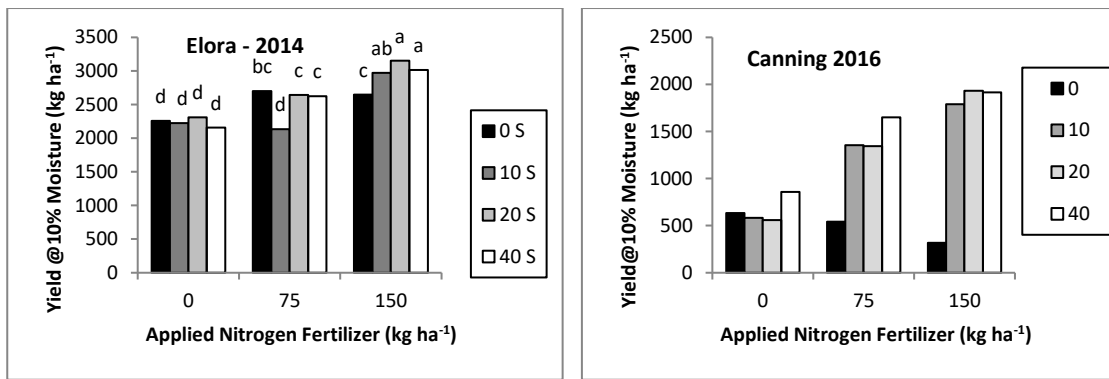 Elora - 2014
Yield @10% Moisture
(kg ha-1)
3500
3000
2500
2000
1500
1000
500
0
d d d d
bc d c c
c ab a a
0 75 150
Applied Nitrogen Fertilizer (kg ha-1)
0 S
10 S
20 S
40 S
Canning 2016
Yield@10% Moisture
(kg ha-1)
2500
2000
1500
1000
500
0
0 75 150
Applied Nitrogen Fertilizer (kg ha-1)
0
10
20
40